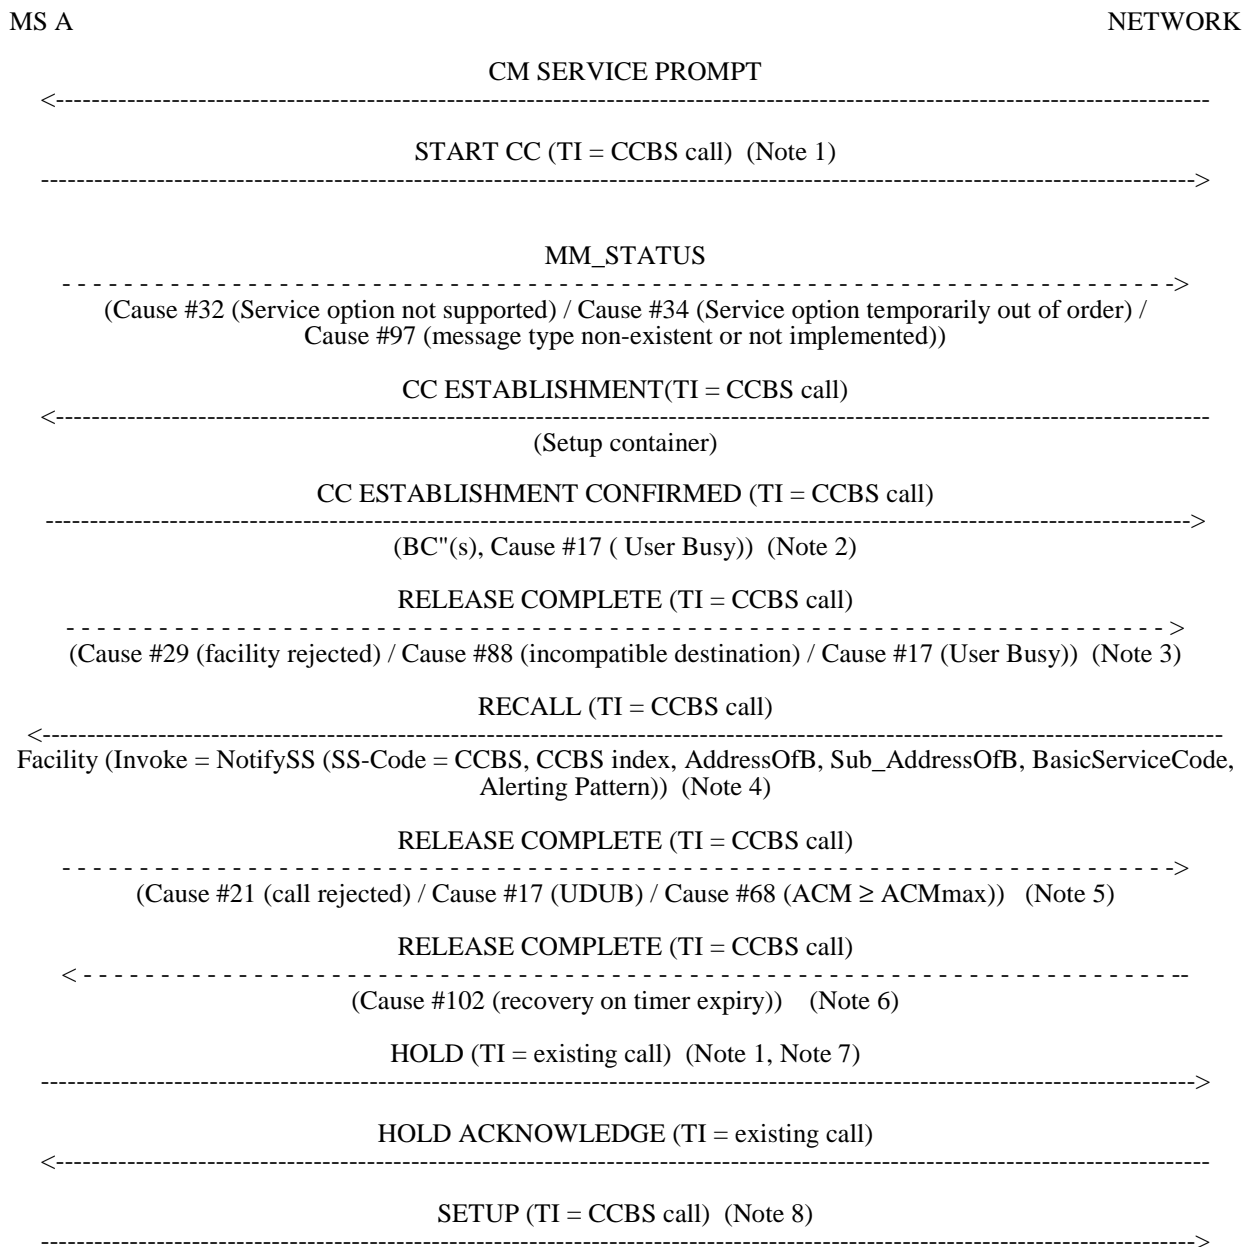 MS A NETWORK
CM SERVICE PROMPT
<----------------------------------------------------------------------------------------------------------------------------------
START CC (TI = CCBS call) (Note 1)
---------------------------------------------------------------------------------------------------------------------------------->
MM_STATUS
- - - - - - - - - - - - - - - - - - - - - - - - - - - - - - - - - - - - - - - - - - - - - - - - - - - - - - - - - - - - - - - - - - - - - - - - - ->
(Cause #32 (Service option not supported) / Cause #34 (Service option temporarily out of order) /
Cause #97 (message type non-existent or not implemented))
CC ESTABLISHMENT(TI = CCBS call)
<----------------------------------------------------------------------------------------------------------------------------------
(Setup container)
CC ESTABLISHMENT CONFIRMED (TI = CCBS call)
--------------------------------------------------------------------------------------------------------------------------------->
(BC"(s), Cause #17 ( User Busy)) (Note 2)
RELEASE COMPLETE (TI = CCBS call)
- - - - - - - - - - - - - - - - - - - - - - - - - - - - - - - - - - - - - - - - - - - - - - - - - - - - - - - - - - - - - - - - - - - - - - - - >
(Cause #29 (facility rejected) / Cause #88 (incompatible destination) / Cause #17 (User Busy)) (Note 3)
RECALL (TI = CCBS call)
<-------------------------------------------------------------------------------------------------------------------------------------
Facility (Invoke = NotifySS (SS-Code = CCBS, CCBS index, AddressOfB, Sub_AddressOfB, BasicServiceCode,
Alerting Pattern)) (Note 4)
RELEASE COMPLETE (TI = CCBS call)
- - - - - - - - - - - - - - - - - - - - - - - - - - - - - - - - - - - - - - - - - - - - - - - - - - - - - - - - - - - - - - - - - - - - - - - - - ->
(Cause #21 (call rejected) / Cause #17 (UDUB) / Cause #68 (ACM ≥ ACMmax)) (Note 5)
RELEASE COMPLETE (TI = CCBS call)
< - - - - - - - - - - - - - - - - - - - - - - - - - - - - - - - - - - - - - - - - - - - - - - - - - - - - - - - - - - - - - - - - - - - - - - - --
(Cause #102 (recovery on timer expiry)) (Note 6)
HOLD (TI = existing call) (Note 1, Note 7)
---------------------------------------------------------------------------------------------------------------------------------->
HOLD ACKNOWLEDGE (TI = existing call)
<----------------------------------------------------------------------------------------------------------------------------------
SETUP (TI = CCBS call) (Note 8)
---------------------------------------------------------------------------------------------------------------------------------->